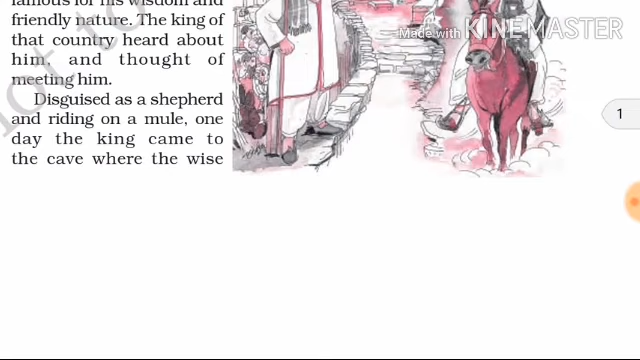 famous for his wisdom and
friendly nature. The king of
that country heard about
him, and thought of
meeting him.
Disguised as a shepherd
and riding on a mule, one
day the king came to
the cave where the wise
Made with KINEMASTER
1
not to